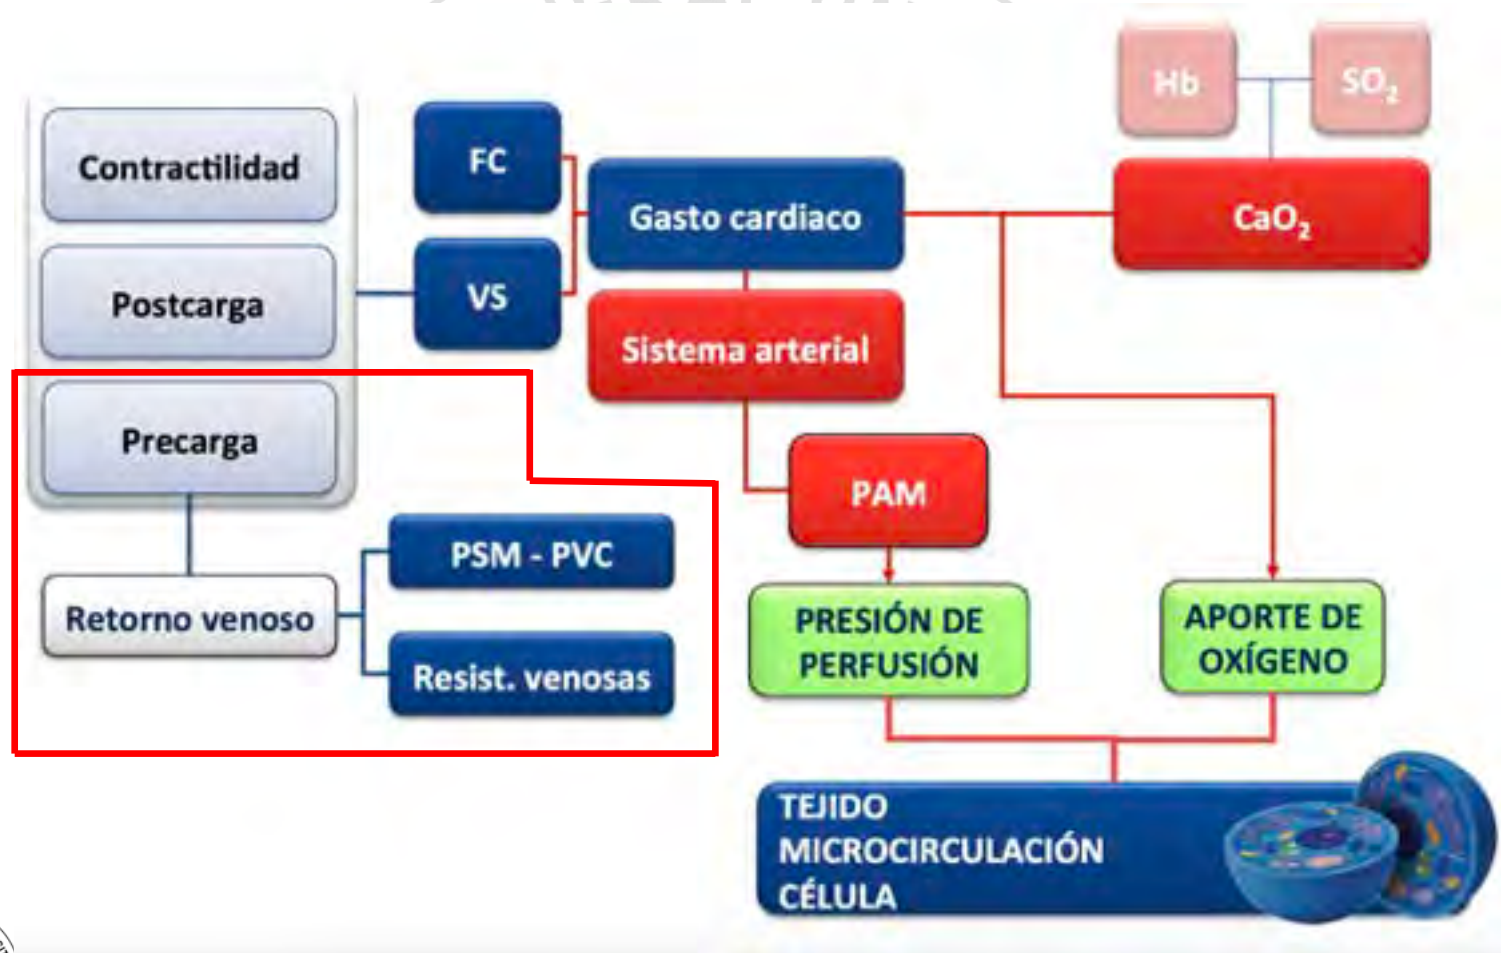 Hb
SO₂
Contractilidad
FC
Gasto cardiaco
CaO₂
Postcarga
VS
Sistema arterial
Precarga
PAM
PSM - PVC
Retorno venoso
Resist. venosas
PRESIÓN DE
PERFUSIÓN
APORTE DE
OXÍGENO
TEJIDO
MICROCIRCULACIÓN
CÉLULA